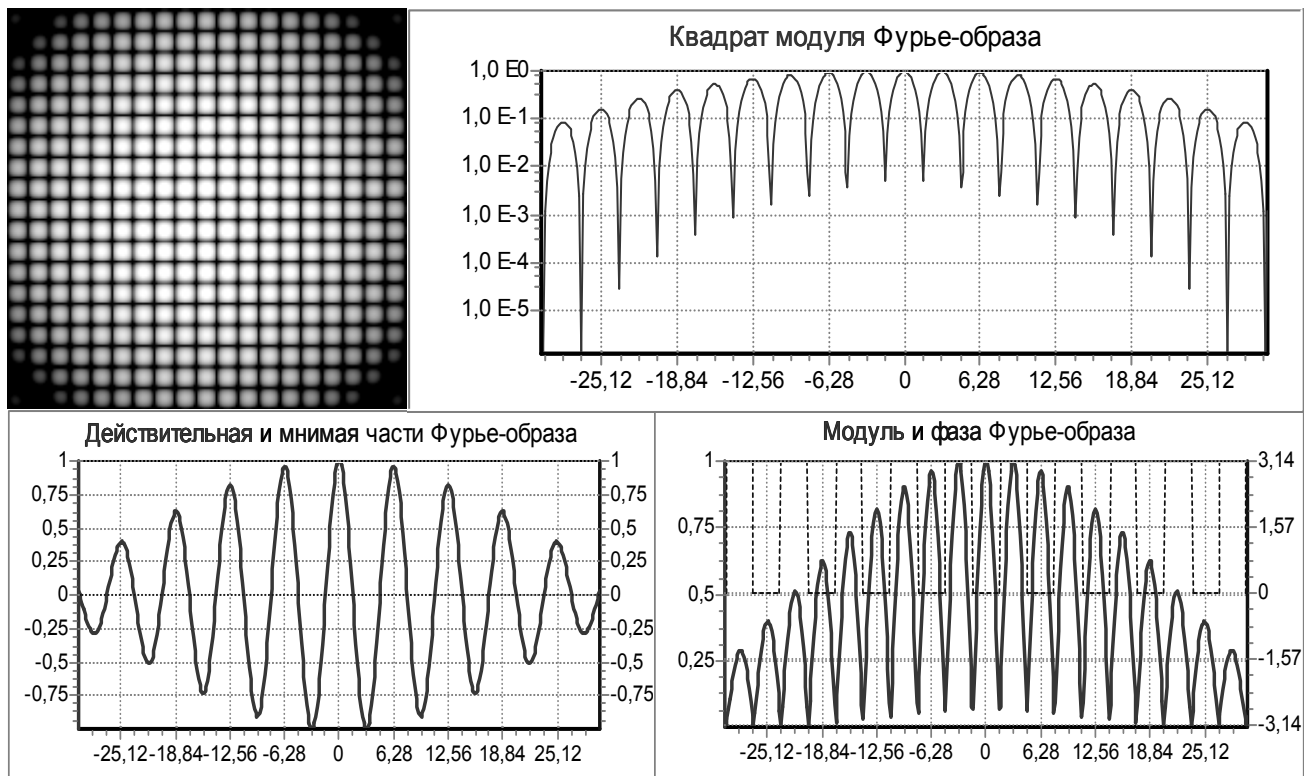 Квадрат модуля Фурье-образа
1,0 E0
1,0 E-1
1,0 E-2
1,0 E-3
1,0 E-4
1,0 E-5
-25,12 -18,84 -12,56 -6,28 0 6,28 12,56 18,84 25,12
Действительная и мнимая части Фурье-образа
1 1
0,75 0,75
0,5 0,5
0,25 0,25
0 0
-0,25 -0,25
-0,5 -0,5
-0,75 -0,75
-25,12 -18,84 -12,56 -6,28 0 6,28 12,56 18,84 25,12
Модуль и фаза Фурье-образа
1 3,14
0,75 1,57
0,5 0
0,25 -1,57
-3,14
-25,12 -18,84 -12,56 -6,28 0 6,28 12,56 18,84 25,12